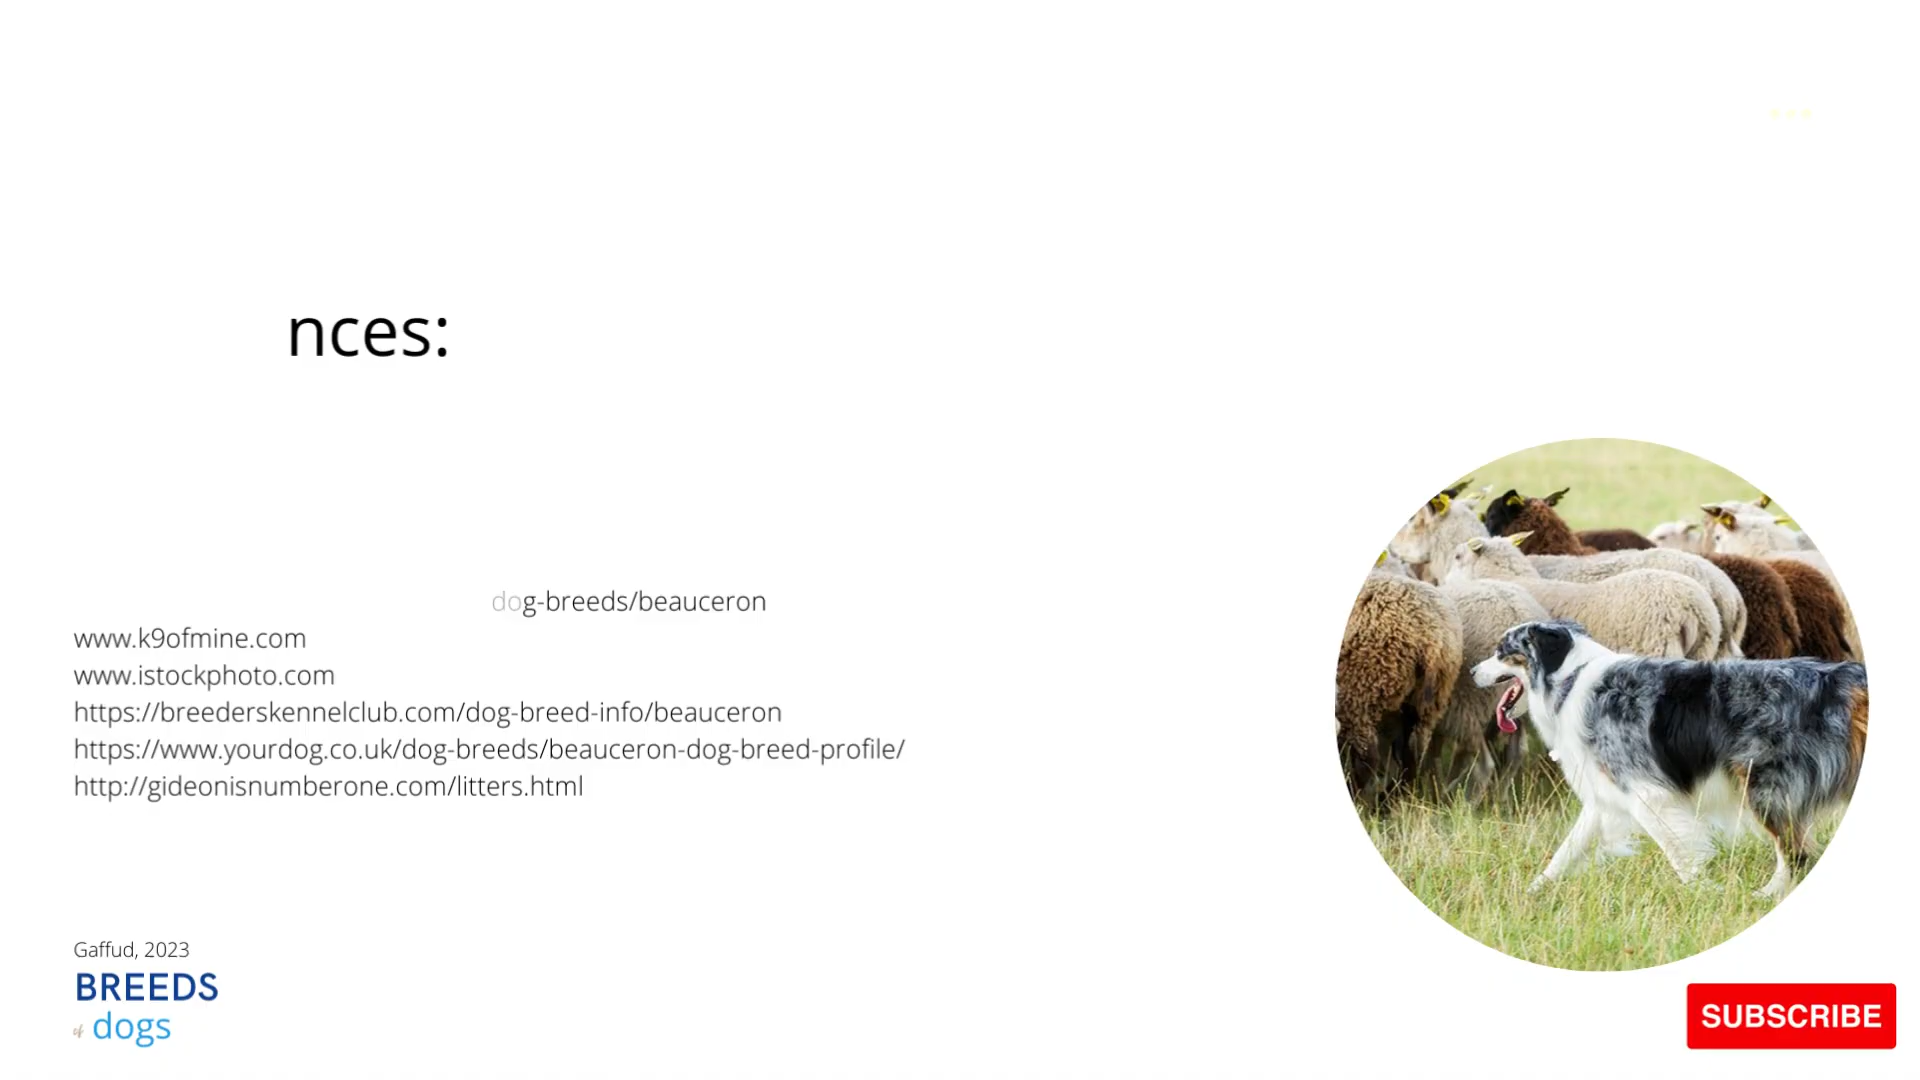 nces:
dog-breeds/beauceron
www.k9ofmine.com
www.istockphoto.com
https://breederskennelclub.com/dog-breed-info/beauceron
https://www.yourdog.co.uk/dog-breeds/beauceron-dog-breed-profile/
http://gideonisnumberone.com/litters.html
Gaffud, 2023
BREEDS
of dogs
SUBSCRIBE